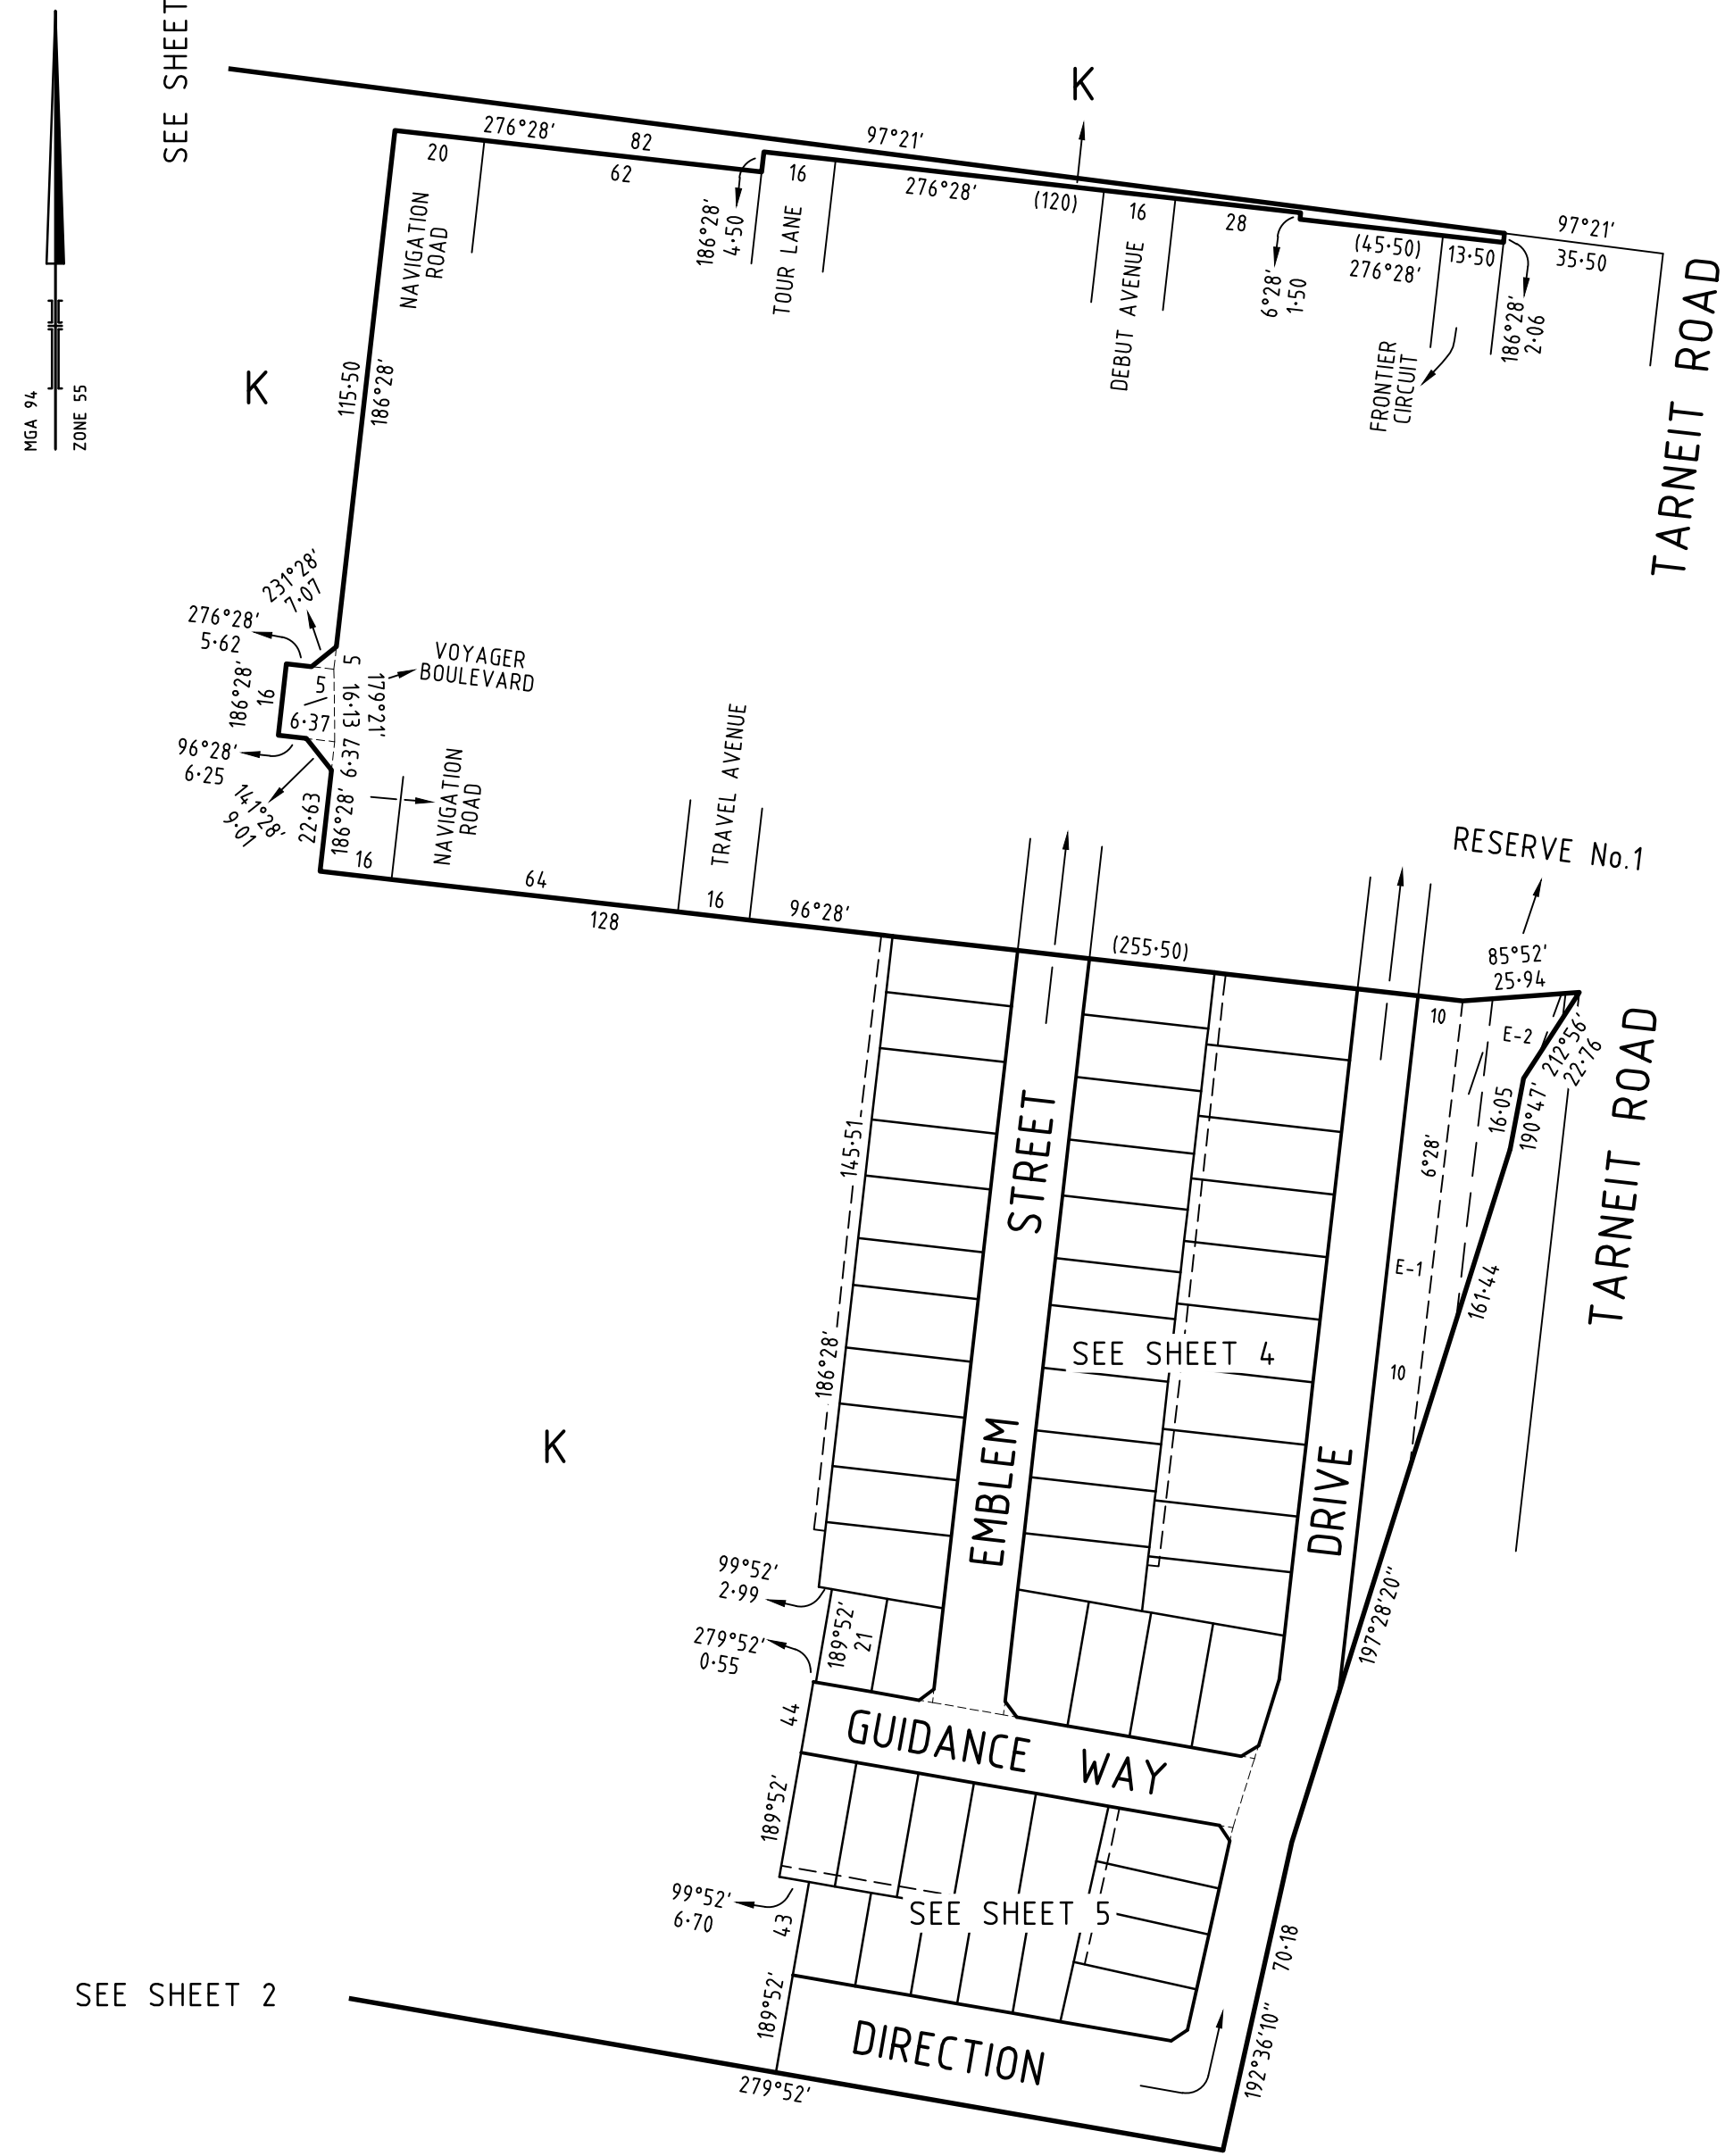 SEE SHEET
K
97°21'
276°28'
82
20
62
16
276°28'
(120)
16
28
97°21'
35·50
(45·50)
276°28'
13·50
186°28'
4·50
6°28'
1·50
186°28'
2·06
NAVIGATION
ROAD
TOUR LANE
DEBUT AVENUE
FRONTIER
CIRCUIT
TARNEIT ROAD
MGA 94
ZONE 55
K
115·50
186°28'
231°28'
7·07
276°28'
5·62
186°28'
16
5
5
16·13
179°21'
6·37
6·37
VOYAGER
BOULEVARD
96°28'
6·25
141°28'
9·01
22·63
186°28'
NAVIGATION
ROAD
TRAVEL AVENUE
16
64
16
96°28'
128
(255·50)
RESERVE No.1
85°52'
25·94
10
E-2
212°56'
22·76
16·05
190°47'
TARNEIT ROAD
6°28'
E-1
161·44
10
145·51
186°28'
STREET
SEE SHEET 4
EMBLEM
DRIVE
K
197°28'20"
99°52'
2·99
189°52'
21
279°52'
0·55
44
GUIDANCE WAY
189°52'
99°52'
6·70
43
SEE SHEET 5
70·18
SEE SHEET 2
189°52'
DIRECTION
192°36'10"
279°52'